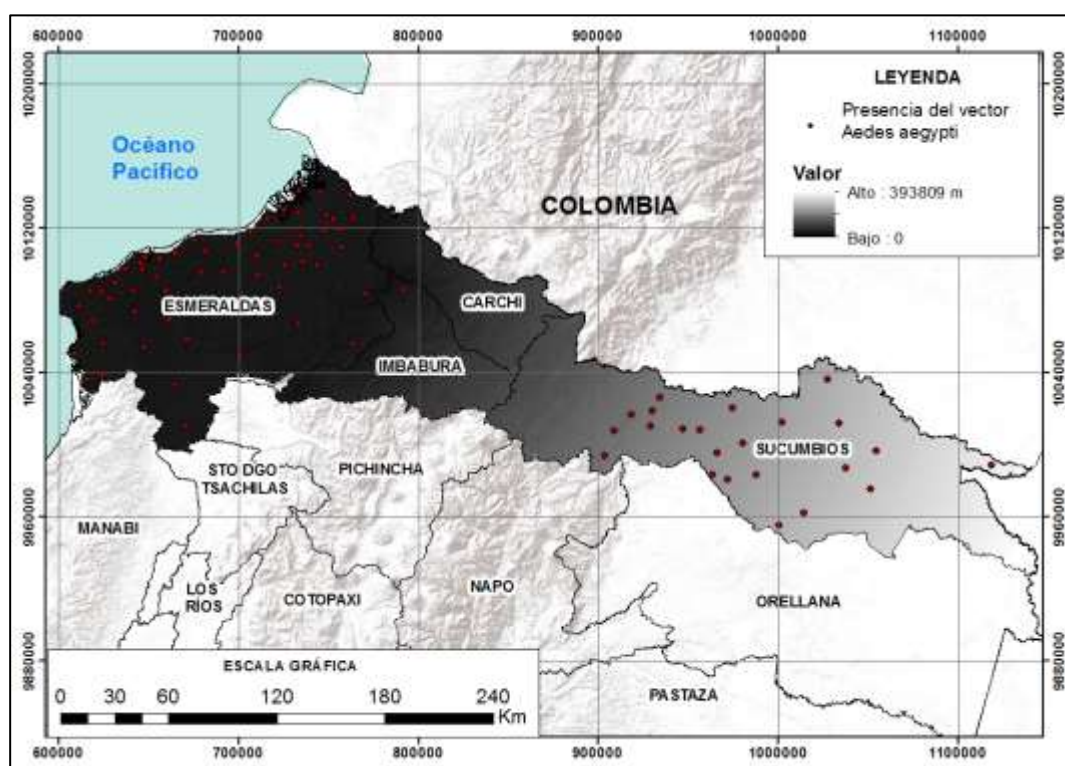 600000 700000 800000 900000 1000000 1100000
10200000
10200000
LEYENDA
Presencia del vector
Aedes aegypti
Valor
Alto : 393809 m
Bajo : 0
Océano
Pacifico
COLOMBIA
10120000
10120000
ESMERALDAS
CARCHI
IMBABURA
10040000
10040000
SUCUMBIOS
STO DGO
TSACHILAS
PICHINCHA
MANABI
9960000
9960000
LOS
RÍOS
COTOPAXI
NAPO
ORELLANA
9880000
9880000
PASTAZA
ESCALA GRÁFICA
0 30 60 120 180 240
Km
600000 700000 800000 900000 1000000 1100000